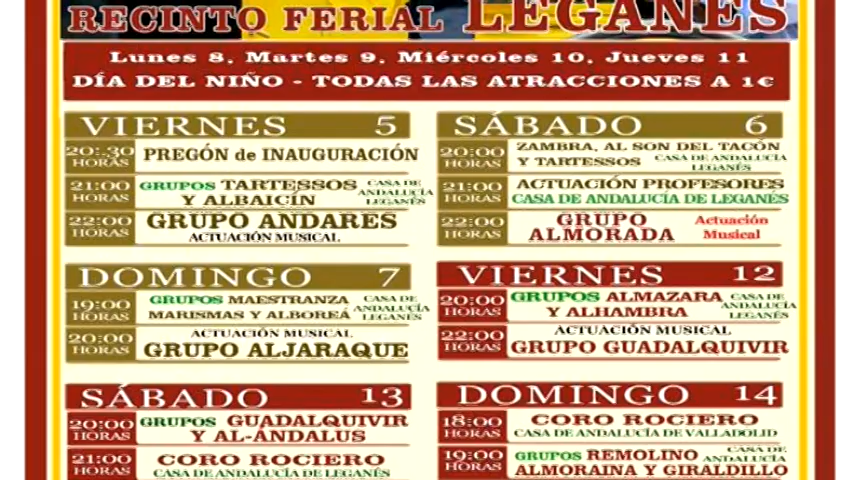 RECINTO FERIAL LEGANÉS
Lunes 8, Martes 9, Miércoles 10, Jueves 11
DÍA DEL NIÑO - TODAS LAS ATRACCIONES A 1€
VIERNES 5
20:30 HORAS PREGÓN de INAUGURACIÓN
21:00 HORAS GRUPOS TARTESSOS Y ALBAICÍN CASA DE ANDALUCÍA LEGANÉS
22:00 HORAS GRUPO ANDARES
ACTUACIÓN MUSICAL
SÁBADO 6
20:00 HORAS ZAMBRA, AL SON DEL TACÓN
Y TARTESSOS CASA DE ANDALUCÍA LEGANÉS
21:00 HORAS ACTUACIÓN PROFESORES
CASA DE ANDALUCÍA DE LEGANÉS
22:00 HORAS GRUPO ALMORADA Actuación Musical
DOMINGO 7
19:00 HORAS GRUPOS MAESTRANZA
MARISMAS Y ALBOREÁ CASA DE ANDALUCÍA LEGANÉS
20:00 HORAS ACTUACIÓN MUSICAL
GRUPO ALJARAQUE
VIERNES 12
20:00 HORAS GRUPOS ALMAZARA
Y ALHAMBRA CASA DE ANDALUCÍA LEGANÉS
22:00 HORAS ACTUACIÓN MUSICAL
GRUPO GUADALQUIVIR
SÁBADO 13
20:00 HORAS GRUPOS GUADALQUIVIR
Y AL-ÁNDALUS
21:00 HORAS CORO ROCIERO
CASA DE ANDALUCÍA DE LEGANÉS
DOMINGO 14
18:00 HORAS CORO ROCIERO
CASA DE ANDALUCÍA DE VALLADOLID
19:00 HORAS GRUPOS REMOLINO CASA DE ANDALUCÍA
ALMORAINA Y GIRALDILLO LEGANÉS